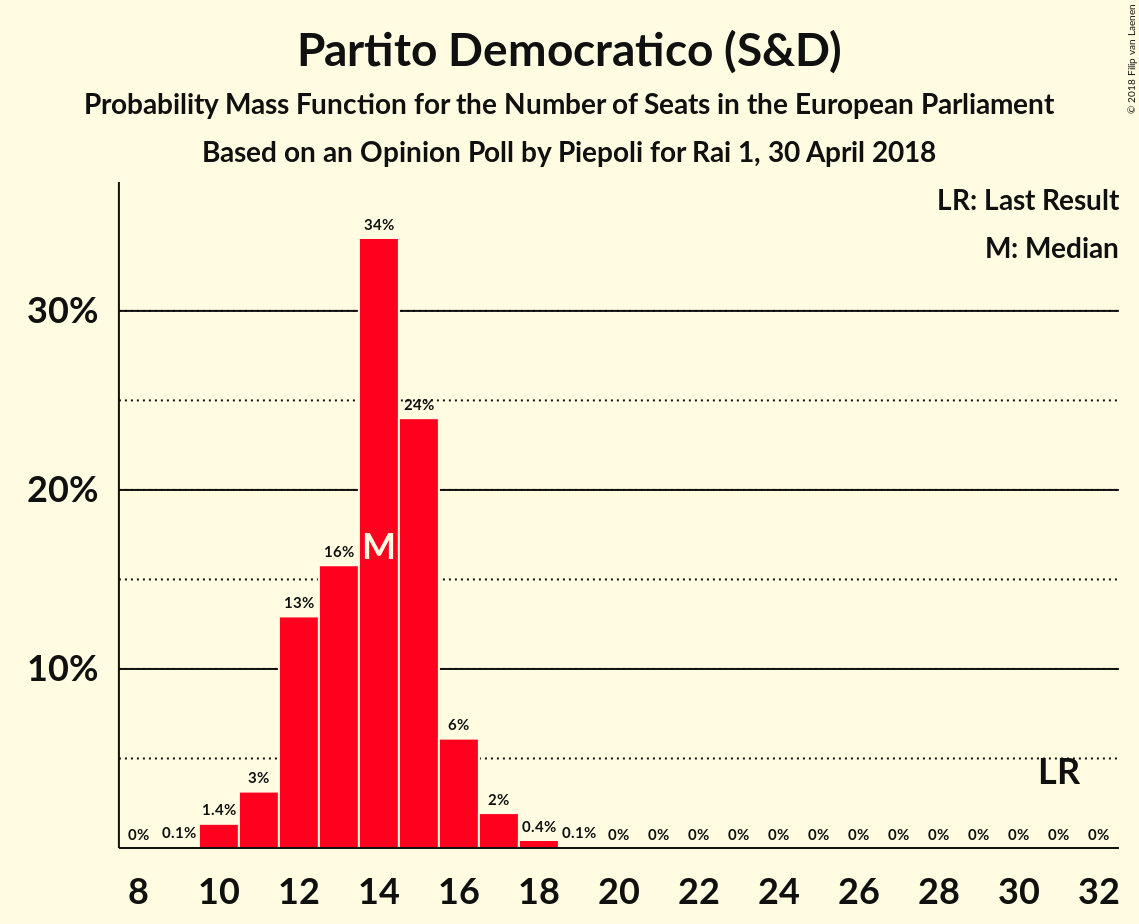 Partito Democratico (S&D)
Probability Mass Function for the Number of Seats in the European Parliament
Based on an Opinion Poll by Piepoli for Rai 1, 30 April 2018
© 2018 Filip van Laenen
LR: Last Result
M: Median
30%
20%
10%
0% 0.1% 1.4% 3% 13% 16% 34% 24% 6% 2% 0.4% 0.1% 0% 0% 0% 0% 0% 0% 0% 0% 0% 0% 0% 0% 0%
M
LR
8 10 12 14 16 18 20 22 24 26 28 30 32